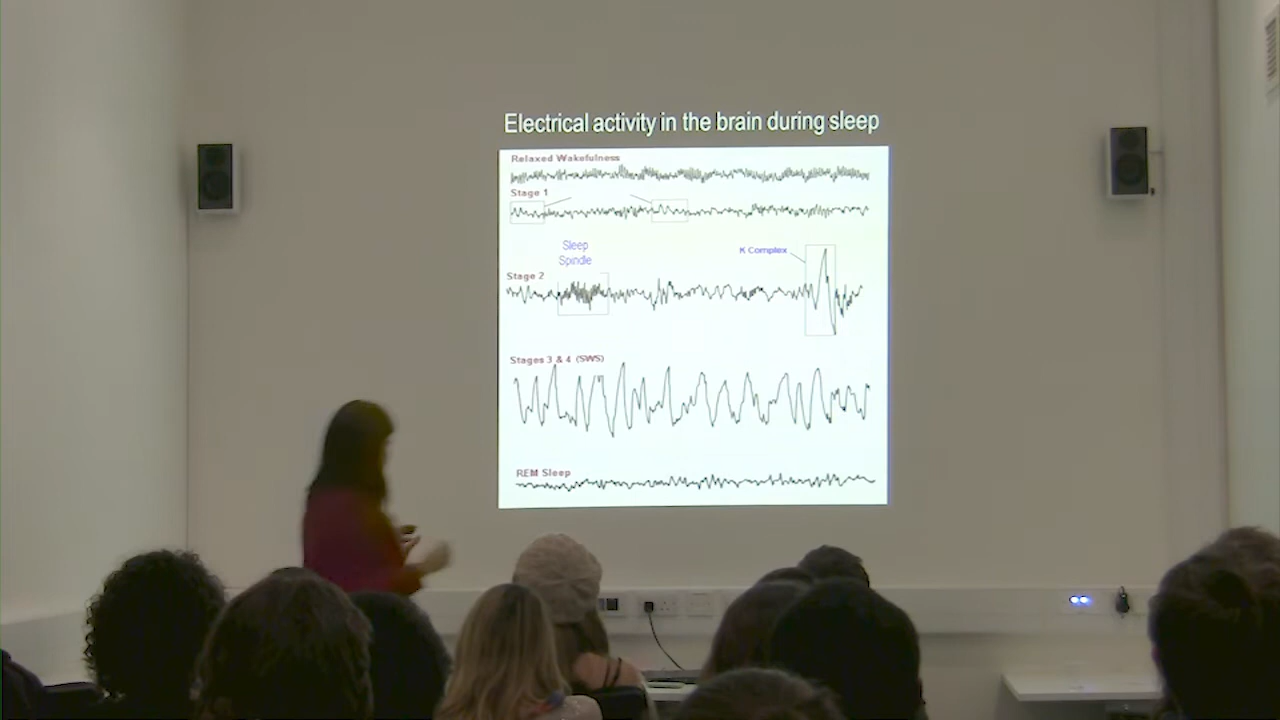 Electrical activity in the brain during sleep
Relaxed Wakefulness
Stage 1
Sleep
Spindle
K Complex
Stage 2
Stages 3 & 4 (SWS)
REM Sleep